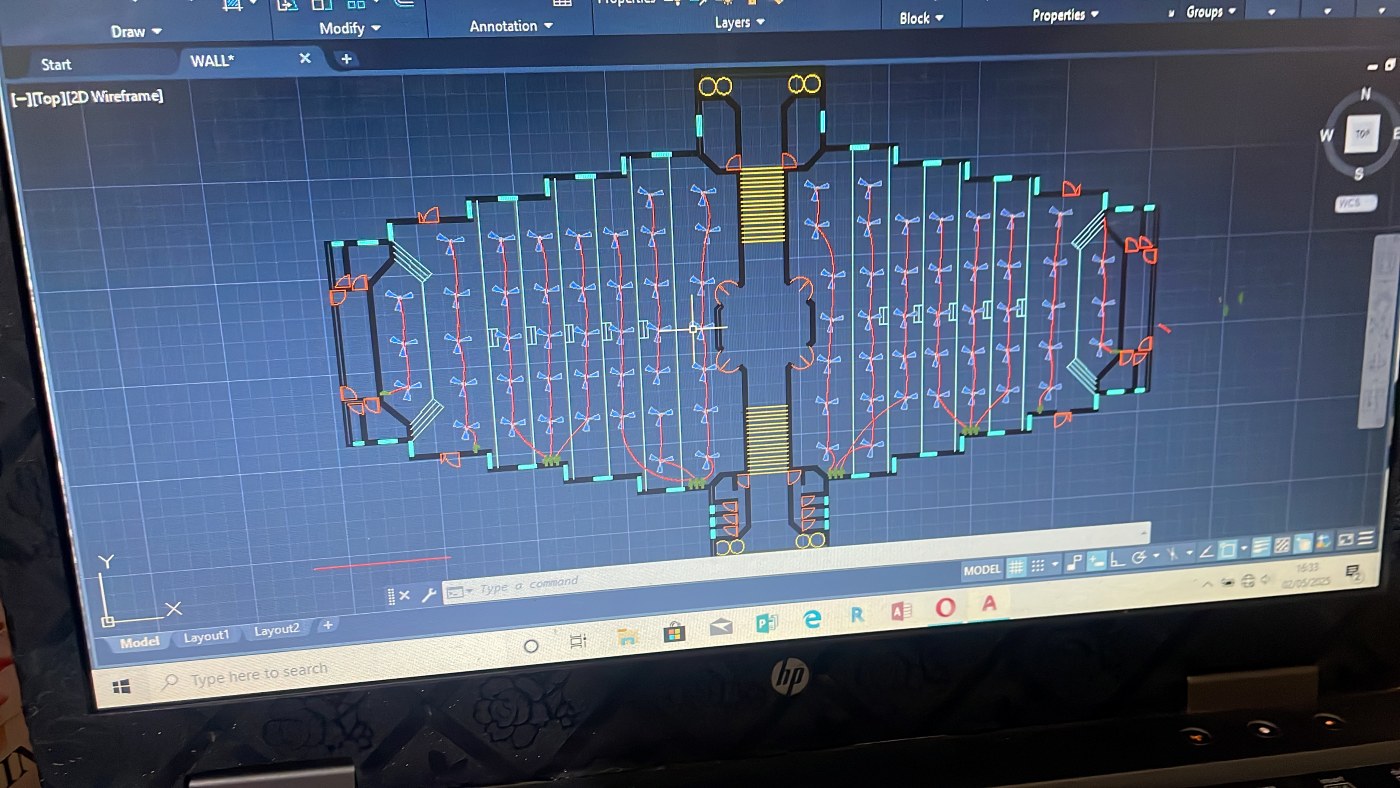 Draw
Modify
Annotation
Layers
Block
Properties
Groups
Start
WALL*
[−][Top][2D Wireframe]
N
W
TOP
E
S
WCS
Y
X
Type a command
MODEL
Model
Layout1
Layout2
16:33
02/05/2025
Type here to search
hp